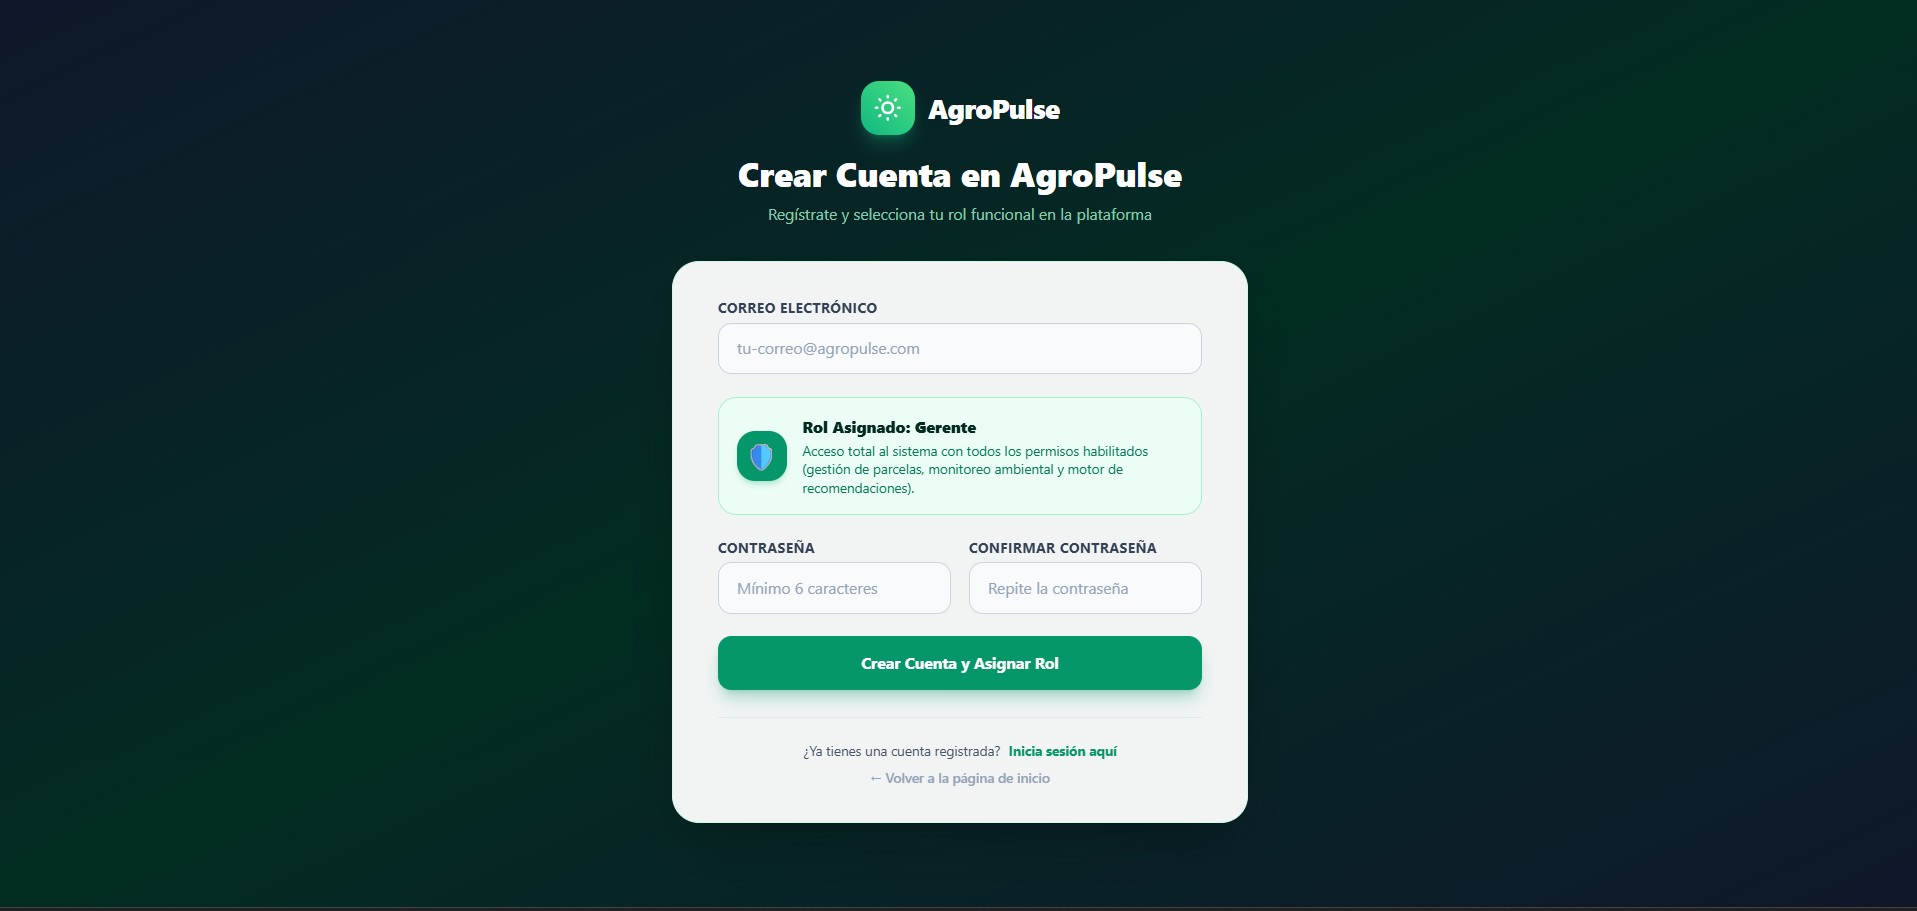 AgroPulse
Crear Cuenta en AgroPulse
Regístrate y selecciona tu rol funcional en la plataforma
CORREO ELECTRÓNICO
tu-correo@agropulse.com
Rol Asignado: Gerente
Acceso total al sistema con todos los permisos habilitados
(gestión de parcelas, monitoreo ambiental y motor de
recomendaciones).
CONTRASEÑA
CONFIRMAR CONTRASEÑA
Mínimo 6 caracteres
Repite la contraseña
Crear Cuenta y Asignar Rol
¿Ya tienes una cuenta registrada? Inicia sesión aquí
← Volver a la página de inicio